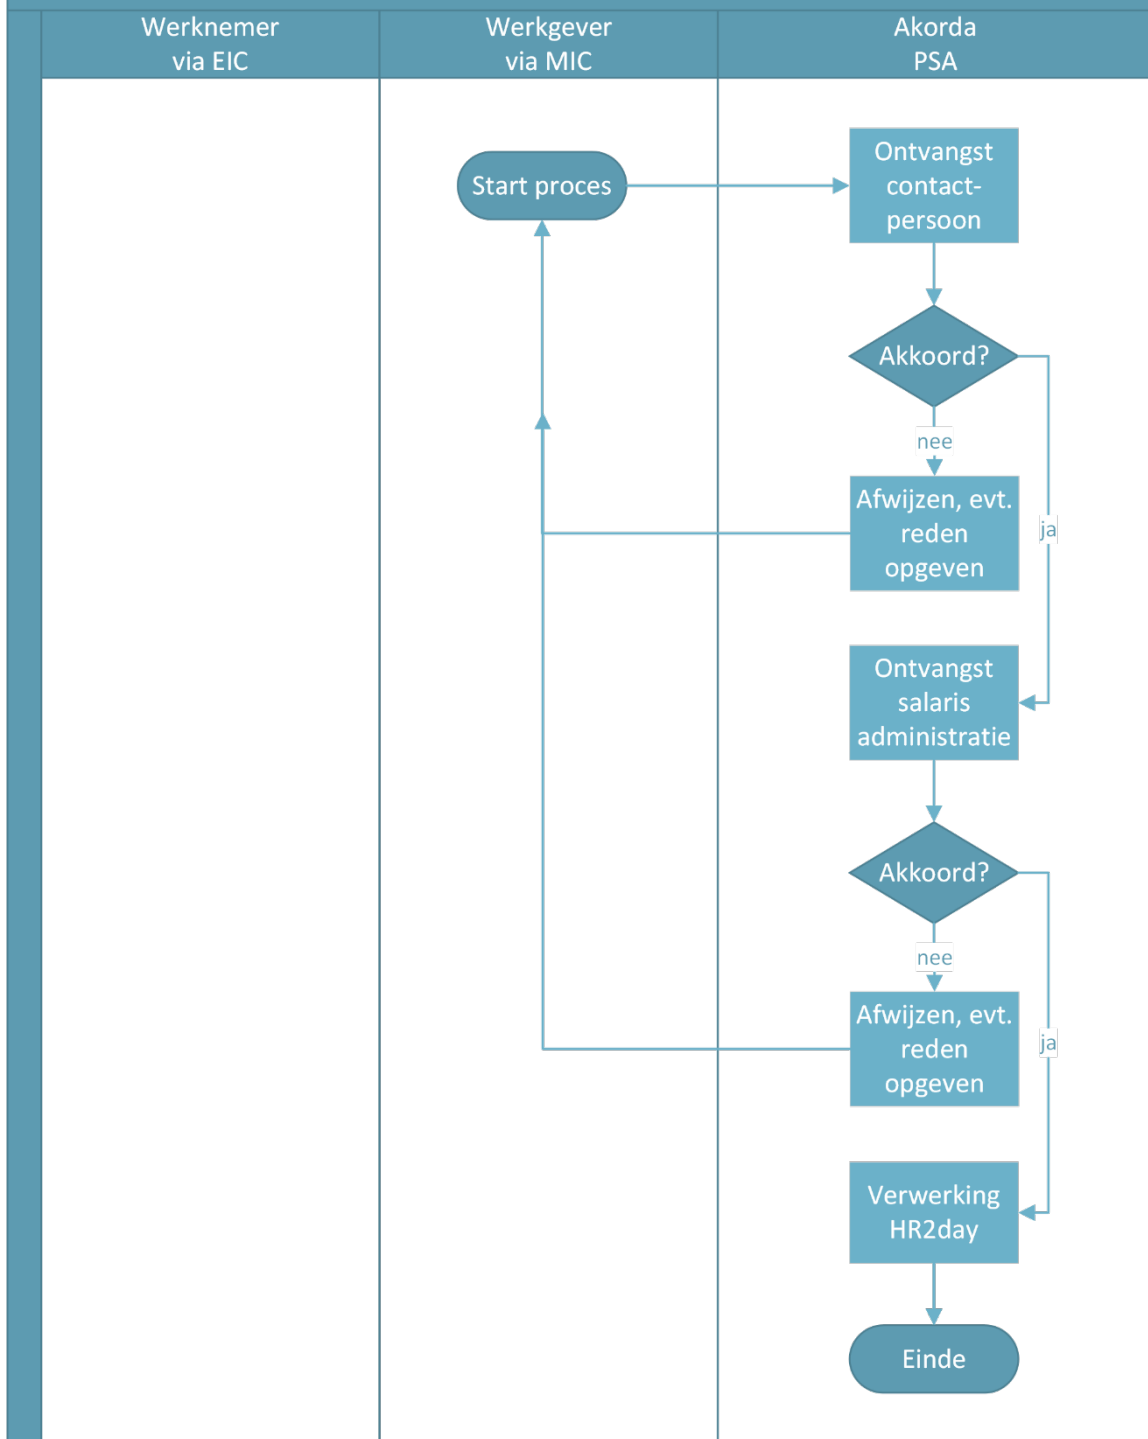 Werknemer
via EIC
Werkgever
via MIC
Akorda
PSA
Start proces
Ontvangst
contact-
persoon
Akkoord?
nee
ja
Afwijzen, evt.
reden
opgeven
Ontvangst
salaris
administratie
Akkoord?
nee
ja
Afwijzen, evt.
reden
opgeven
Verwerking
HR2day
Einde